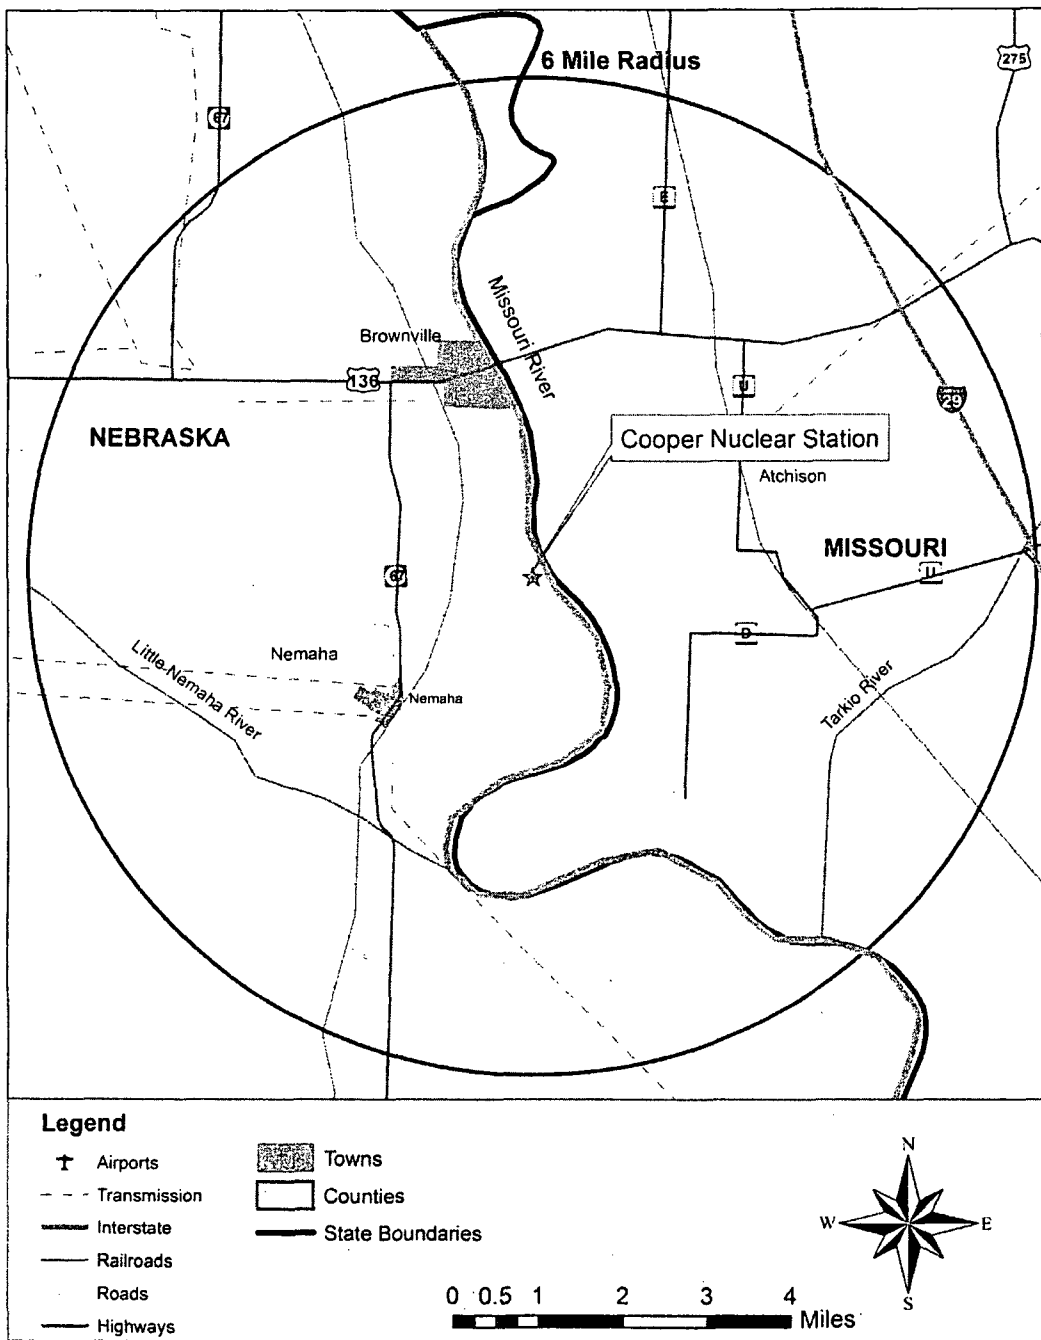 6 Mile Radius
275
67
E
Missouri River
Brownville
136
U
29
NEBRASKA
Cooper Nuclear Station
Atchison
MISSOURI
67
U
D
Nemaha
Little Nemaha River
Nemaha
Tarkio River
Legend
Airports
Transmission
Interstate
Railroads
Roads
Highways
Towns
Counties
State Boundaries
N
W
E
S
0 0.5 1 2 3 4
Miles